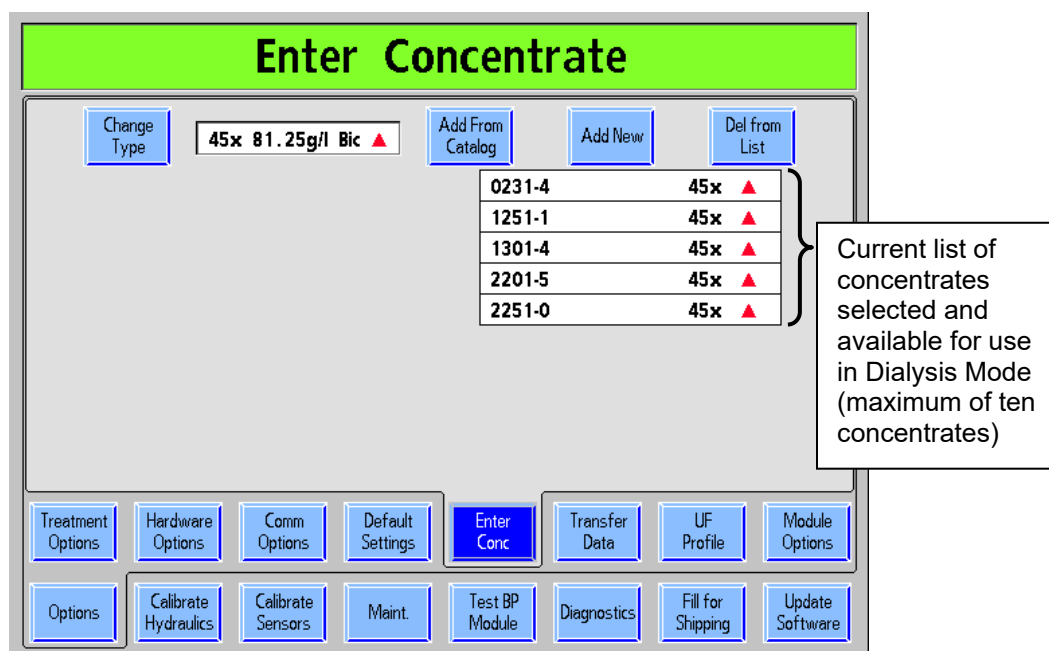 Enter Concentrate
Change
Type
45x 81.25g/l Bic ▲
Add From
Catalog
Add New
Del from
List
0231-4 45x ▲
1251-1 45x ▲
1301-4 45x ▲
2201-5 45x ▲
2251-0 45x ▲
Current list of
concentrates
selected and
available for use
in Dialysis Mode
(maximum of ten
concentrates)
Treatment
Options
Hardware
Options
Comm
Options
Default
Settings
Enter
Conc
Transfer
Data
UF
Profile
Module
Options
Options
Calibrate
Hydraulics
Calibrate
Sensors
Maint.
Test BP
Module
Diagnostics
Fill for
Shipping
Update
Software